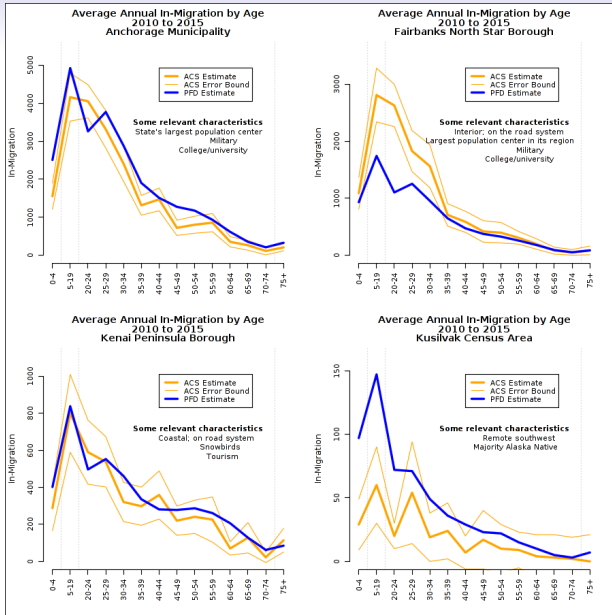 Average Annual In-Migration by Age
2010 to 2015
Anchorage Municipality
In-Migration
0
1000
2000
3000
4000
5000
ACS Estimate
ACS Error Bound
PFD Estimate
Some relevant characteristics
State's largest population center
Military
College/university
0-4
5-19
20-24
25-29
30-34
35-39
40-44
45-49
50-54
55-59
60-64
65-69
70-74
75+
Average Annual In-Migration by Age
2010 to 2015
Fairbanks North Star Borough
In-Migration
0
1000
2000
3000
ACS Estimate
ACS Error Bound
PFD Estimate
Some relevant characteristics
Interior; on the road system
Largest population center in its region
Military
College/university
0-4
5-19
20-24
25-29
30-34
35-39
40-44
45-49
50-54
55-59
60-64
65-69
70-74
75+
Average Annual In-Migration by Age
2010 to 2015
Kenai Peninsula Borough
In-Migration
0
200
400
600
800
1000
ACS Estimate
ACS Error Bound
PFD Estimate
Some relevant characteristics
Coastal; on road system
Snowbirds
Tourism
0-4
5-19
20-24
25-29
30-34
35-39
40-44
45-49
50-54
55-59
60-64
65-69
70-74
75+
Average Annual In-Migration by Age
2010 to 2015
Kusilvak Census Area
In-Migration
0
50
100
150
ACS Estimate
ACS Error Bound
PFD Estimate
Some relevant characteristics
Remote southwest
Majority Alaska Native
0-4
5-19
20-24
25-29
30-34
35-39
40-44
45-49
50-54
55-59
60-64
65-69
70-74
75+